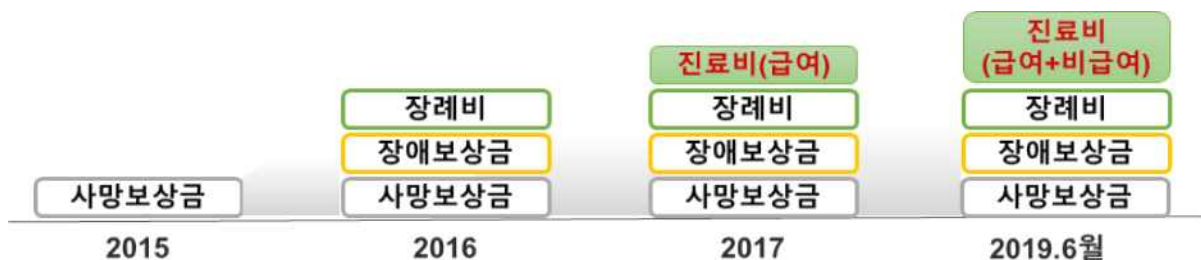 진료비
(급여+비급여)
진료비(급여)
장례비
장례비
장례비
장애보상금
장애보상금
장애보상금
사망보상금
사망보상금
사망보상금
사망보상금
2015
2016
2017
2019.6월